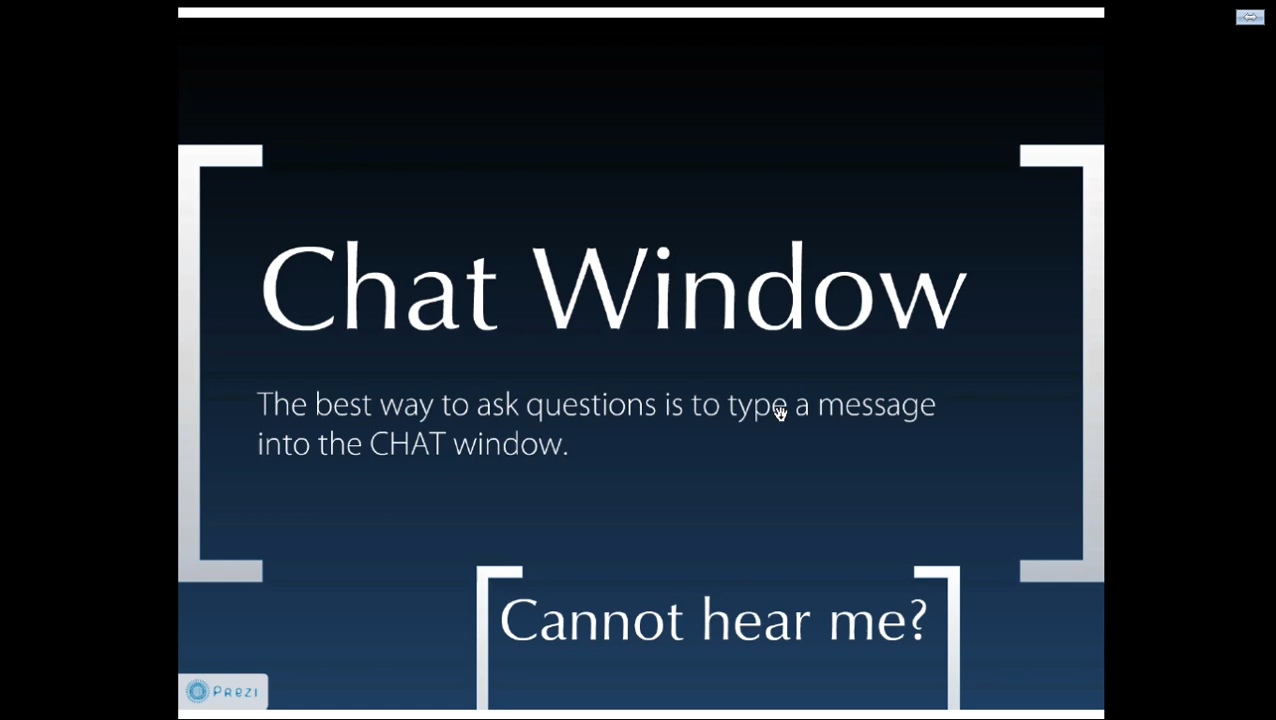 Chat Window
The best way to ask questions is to type a message
into the CHAT window.
Cannot hear me?
Prezi